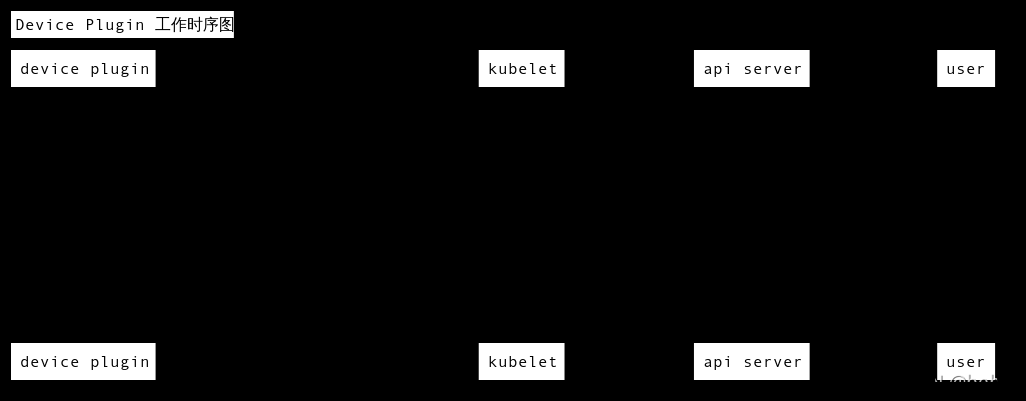 Device Plugin 工作时序图
device plugin kubelet api server user
device plugin kubelet api server user